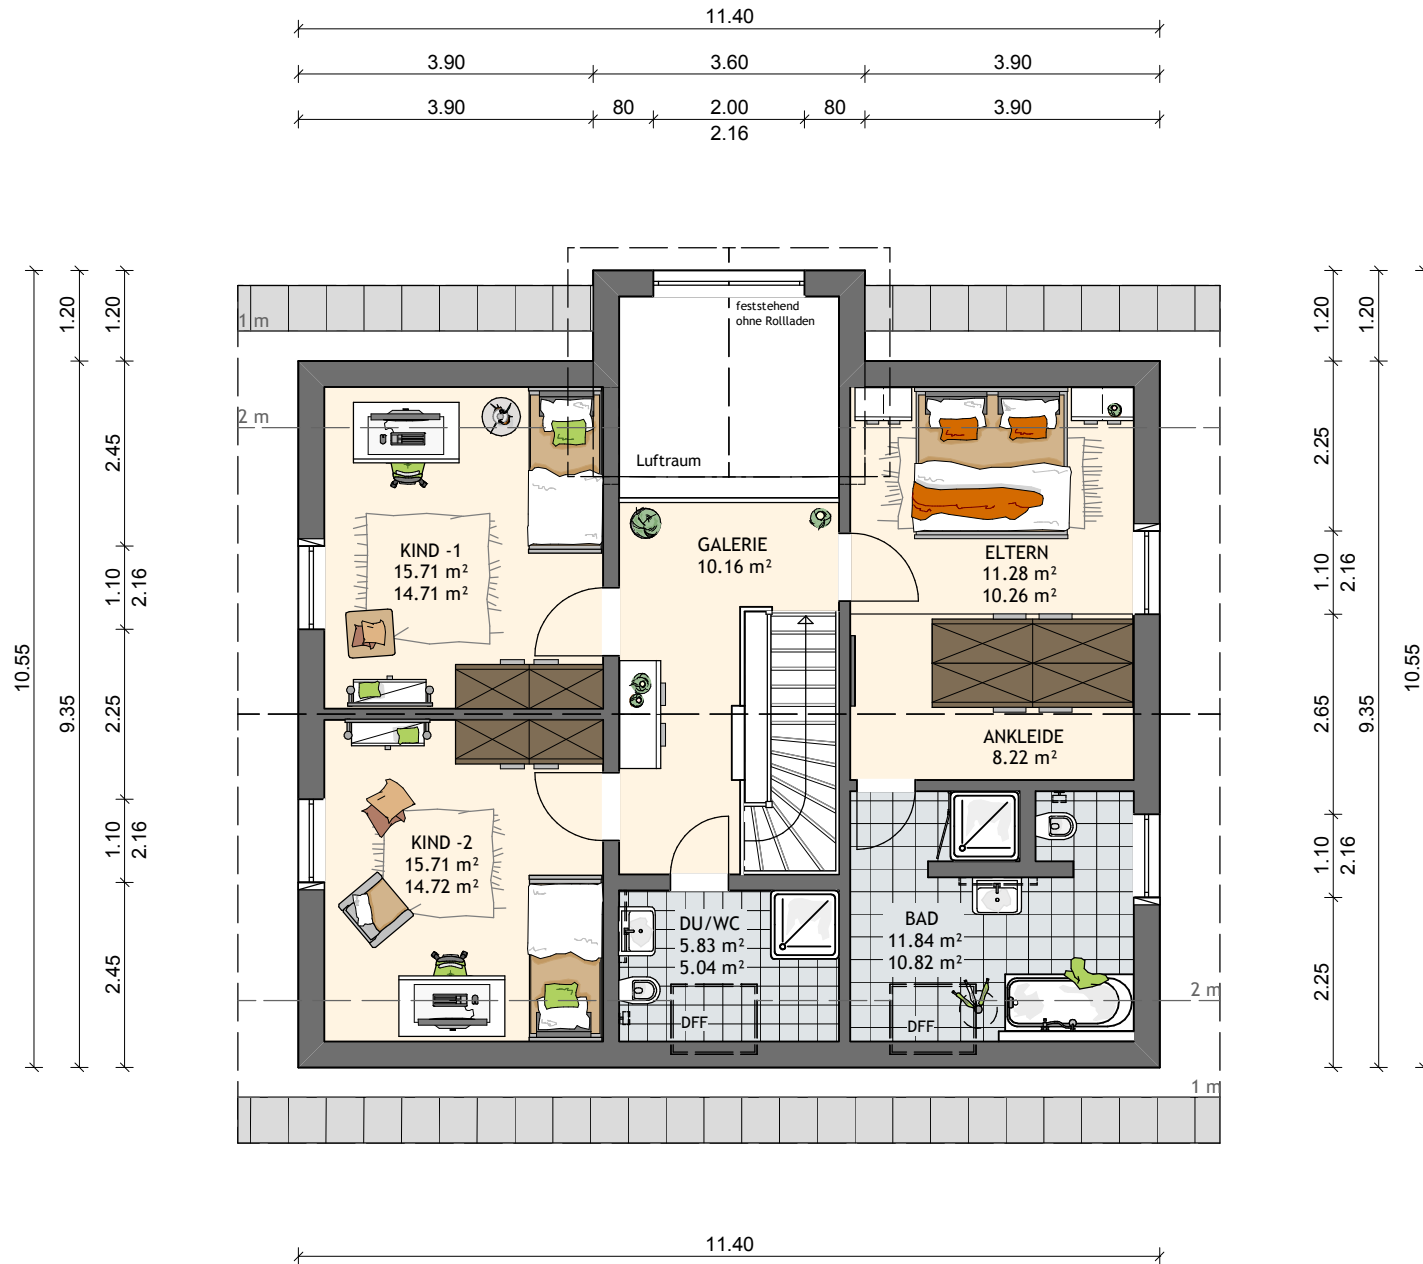 11.40
3.90 3.60 3.90
3.90 80 2.00 80 3.90
2.16
10.55
9.35
1.20
1.20
2.45
1.10
2.16
2.25
1.10
2.16
2.45
1 m
2 m
feststehend
ohne Rollladen
Luftraum
KIND -1
15.71 m²
14.71 m²
GALERIE
10.16 m²
ELTERN
11.28 m²
10.26 m²
ANKLEIDE
8.22 m²
KIND -2
15.71 m²
14.72 m²
DU/WC
5.83 m²
5.04 m²
DFF
BAD
11.84 m²
10.82 m²
DFF
2 m
1 m
1.20
2.25
1.10
2.16
2.65
1.10
2.16
2.25
1.20
9.35
10.55
11.40